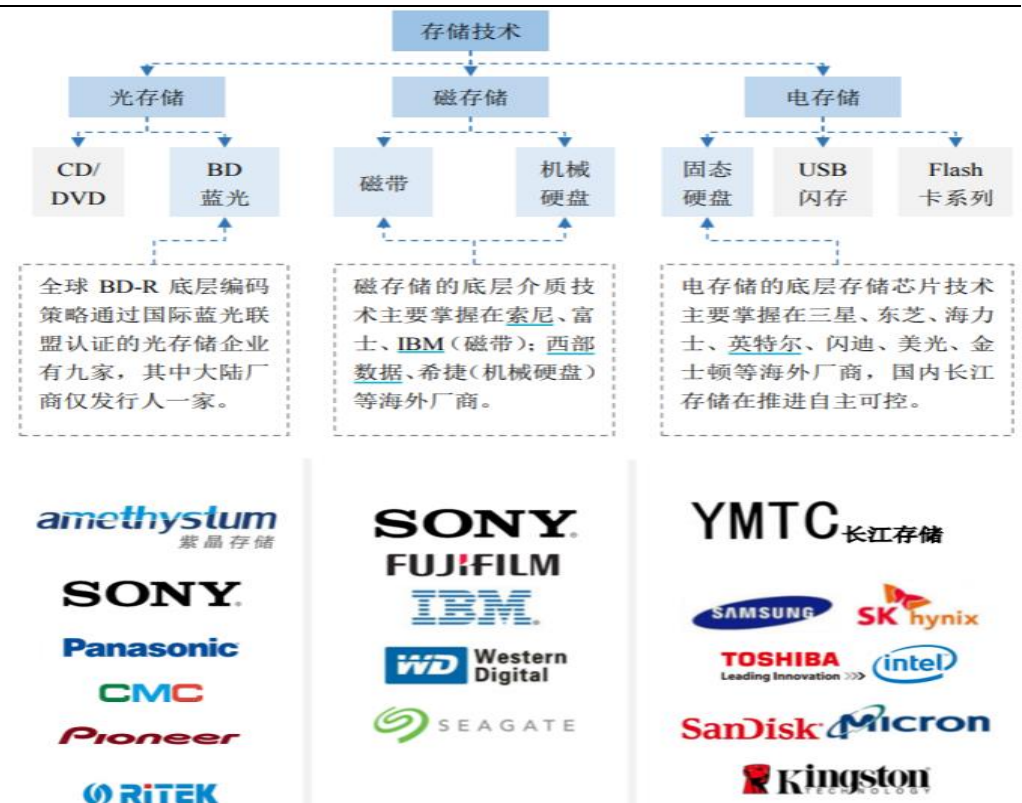 存储技术
光存储
磁存储
电存储
CD/
DVD
BD
蓝光
磁带
机械
硬盘
固态
硬盘
USB
闪存
Flash
卡系列
全球 BD-R 底层编码
策略通过国际蓝光联
盟认证的光存储企业
有九家，其中大陆厂
商仅发行人一家。
磁存储的底层介质技
术主要掌握在索尼、富
士、IBM（磁带）；西部
数据、希捷（机械硬盘）
等海外厂商。
电存储的底层存储芯片技术
主要掌握在三星、东芝、海力
士、英特尔、闪迪、美光、金
士顿等海外厂商，国内长江
存储在推进自主可控。
amethystum
紫晶存储
SONY
Panasonic
CMC
Pioneer
RiTEK
SONY
FUJIFILM
IBM
WD Western
Digital
SEAGATE
YMTC 长江存储
SAMSUNG
SK hynix
TOSHIBA
Leading Innovation >>>
intel
SanDisk
Micron
Kingston
TECHNOLOGY